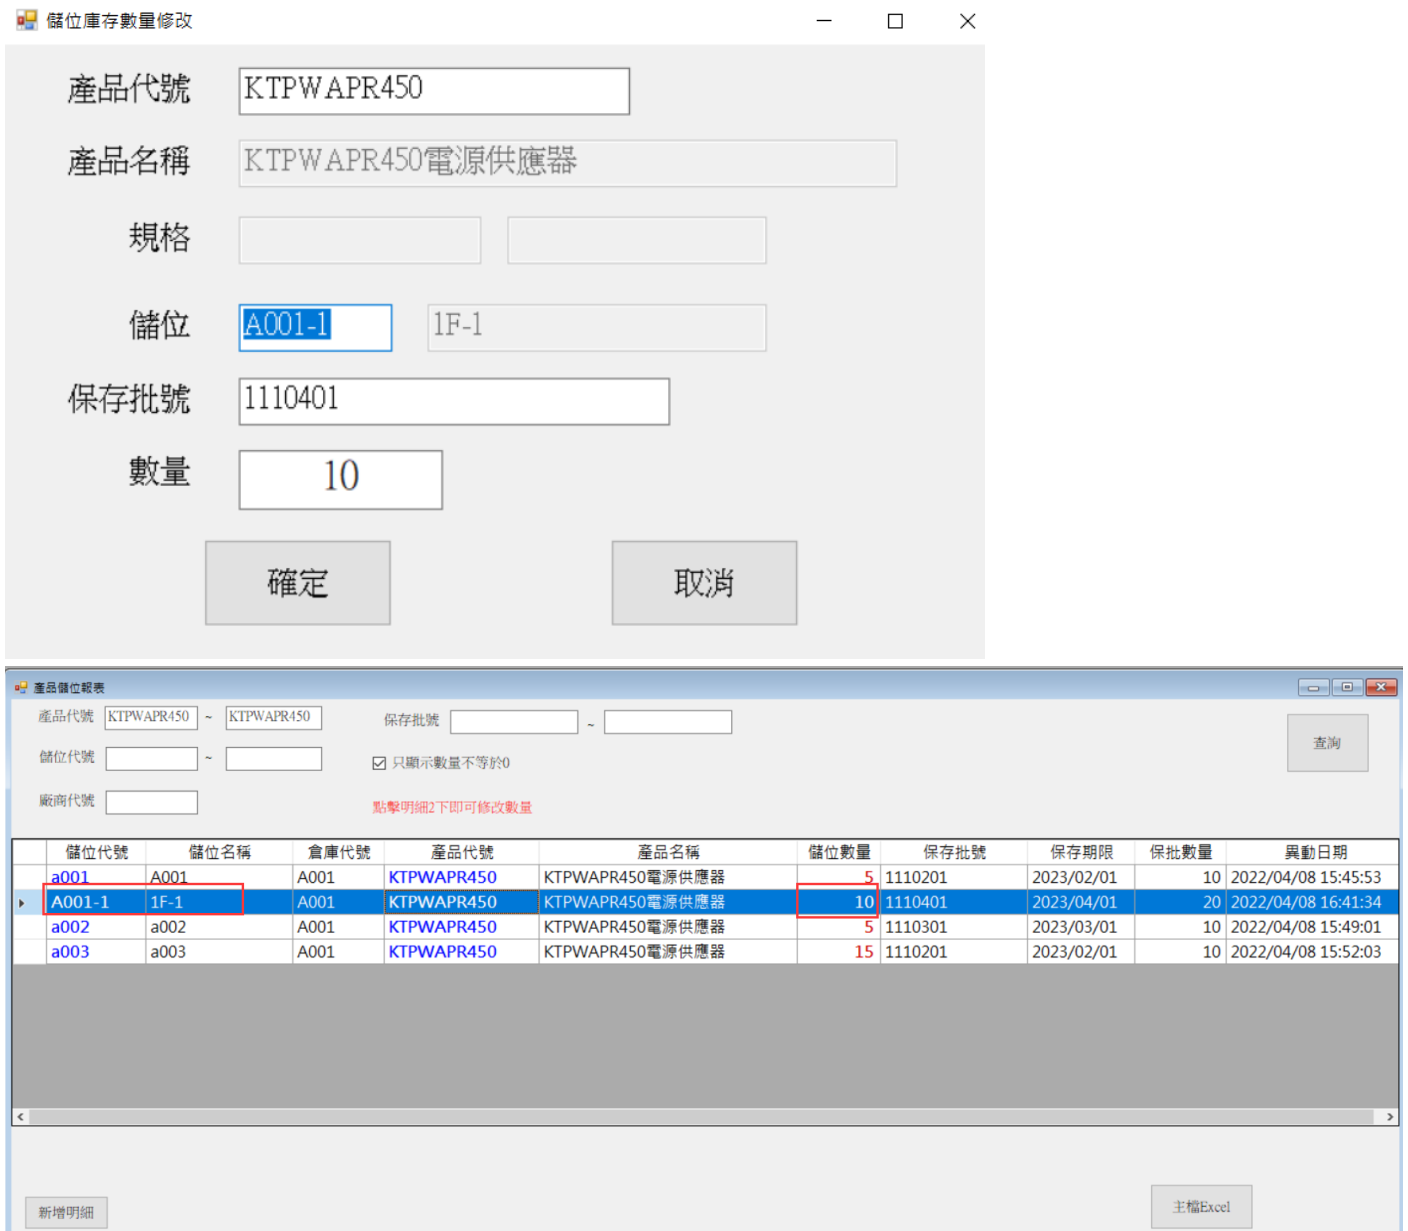 儲位庫存數量修改
產品代號 KTPWAPR450
產品名稱 KTPWAPR450電源供應器
規格
儲位 A001-1 1F-1
保存批號 1110401
數量 10
確定 取消
產品儲位報表
產品代號 KTPWAPR450 ~ KTPWAPR450 保存批號 ~
查詢
儲位代號 ~ 只顯示數量不等於0
廠商代號 點擊明細2下即可修改數量
儲位代號 儲位名稱 倉庫代號 產品代號 產品名稱 儲位數量 保存批號 保存期限 保批數量 異動日期
a001 A001 A001 KTPWAPR450 KTPWAPR450電源供應器 5 1110201 2023/02/01 10 2022/04/08 15:45:53
A001-1 1F-1 A001 KTPWAPR450 KTPWAPR450電源供應器 10 1110401 2023/04/01 20 2022/04/08 16:41:34
a002 a002 A001 KTPWAPR450 KTPWAPR450電源供應器 5 1110301 2023/03/01 10 2022/04/08 15:49:01
a003 a003 A001 KTPWAPR450 KTPWAPR450電源供應器 15 1110201 2023/02/01 10 2022/04/08 15:52:03
新增明細 主檔Excel